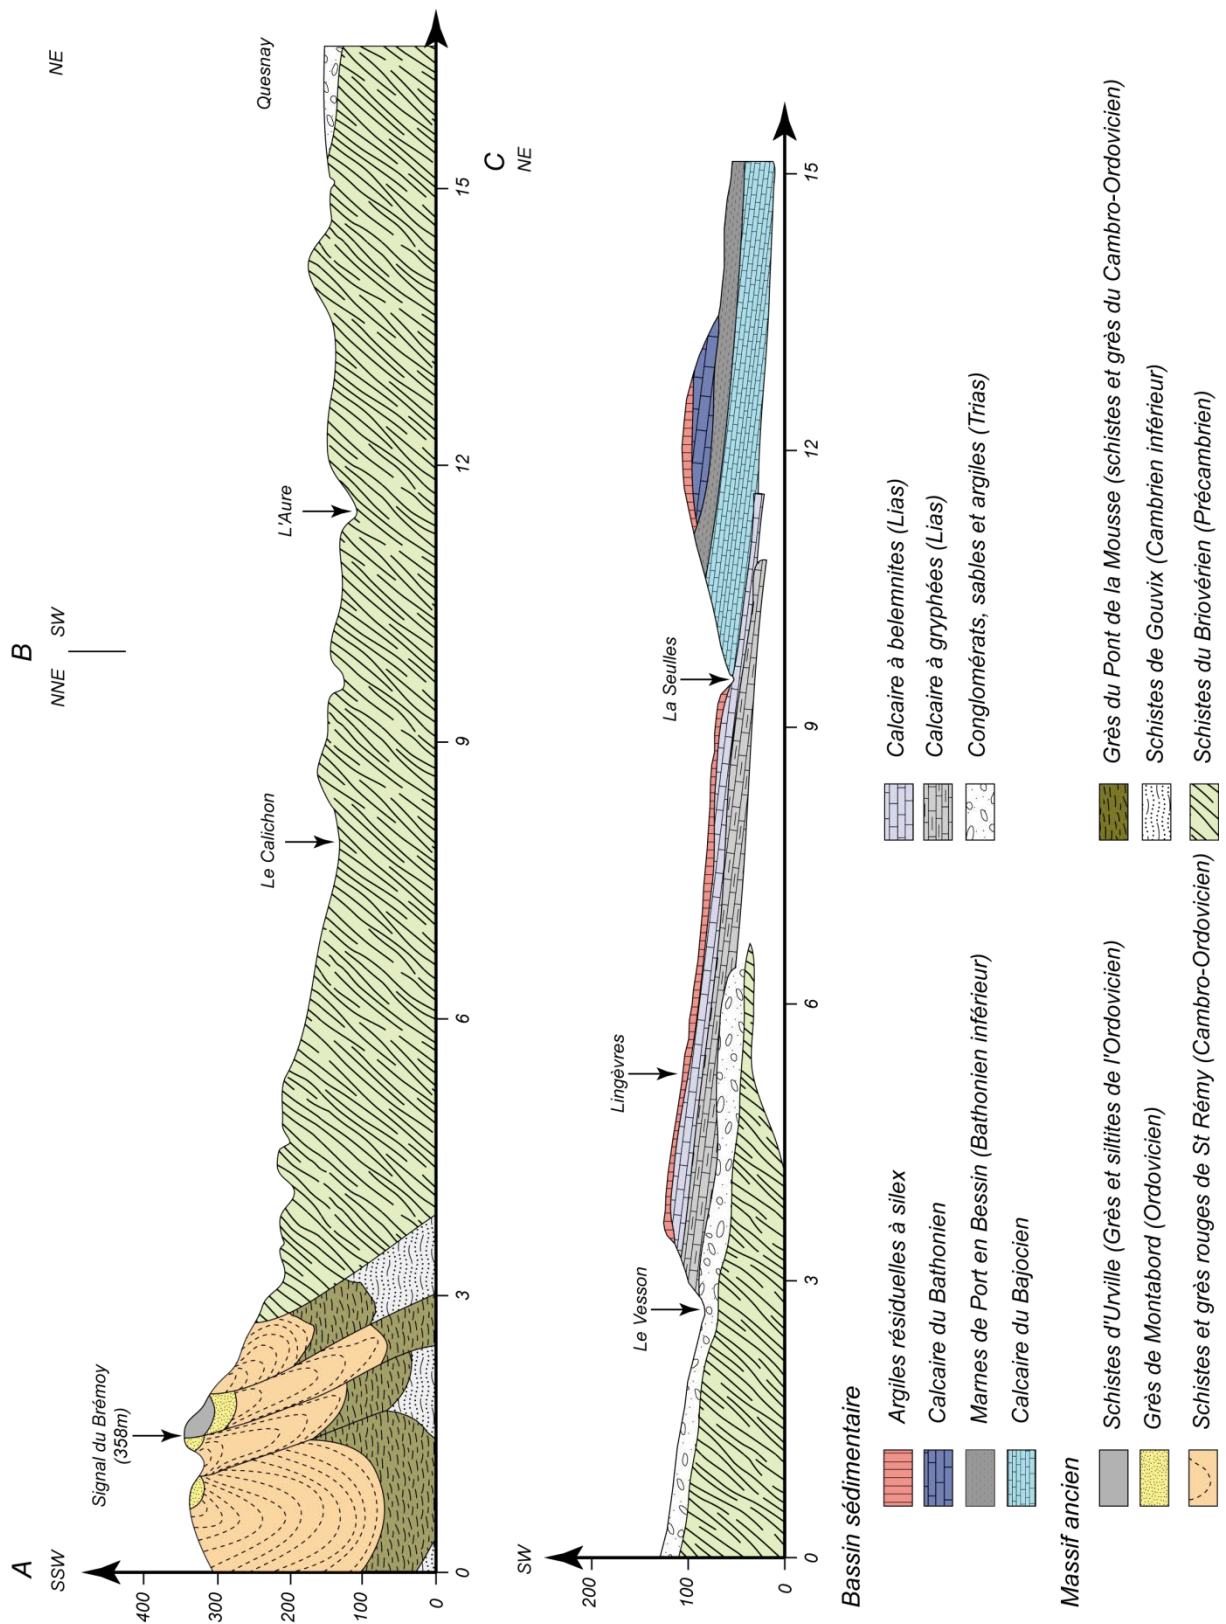 A
B
SSW
NNE
SW
NE
Signal du Brémoy
(358m)
Le Calichon
L'Aure
Quesnay
400
300
200
100
0
0
3
6
9
12
15
C
SW
NE
Le Vesson
Lingèvres
La Seulles
200
100
0
0
3
6
9
12
15
Bassin sédimentaire
Argiles résiduelles à silex
Calcaire du Bathonien
Marnes de Port en Bessin (Bathonien inférieur)
Calcaire du Bajocien
Calcaire à belemnites (Lias)
Calcaire à gryphées (Lias)
Conglomérats, sables et argiles (Trias)
Massif ancien
Schistes d'Urville (Grès et siltites de l'Ordovicien)
Grès de Montabord (Ordovicien)
Schistes et grès rouges de St Rémy (Cambro-Ordovicien)
Grès du Pont de la Mousse (schistes et grès du Cambro-Ordovicien)
Schistes de Gouvix (Cambrien inférieur)
Schistes du Briovérien (Précambrien)